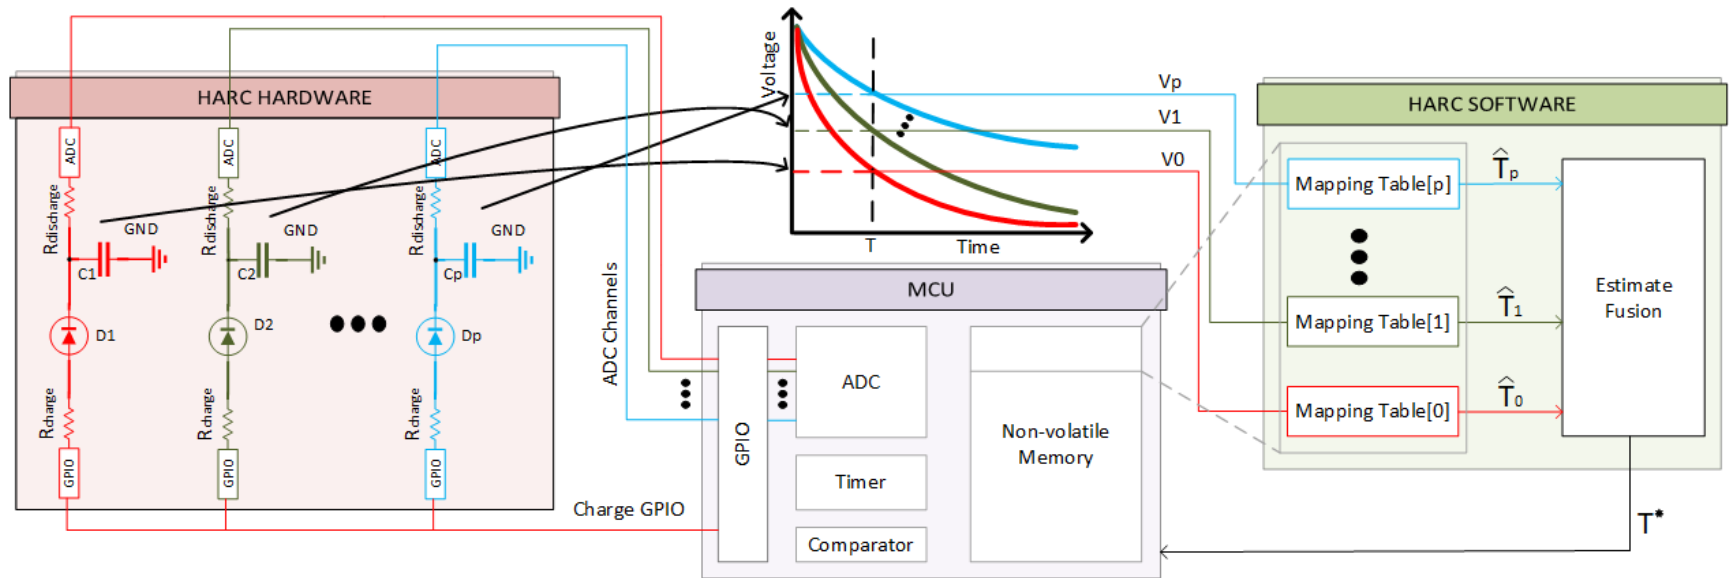 HARC HARDWARE
ADC
ADC
ADC
Rdischarge
Rdischarge
Rdischarge
GND
GND
GND
C1
C2
Cp
D1
D2
Dp
Rcharge
Rcharge
Rcharge
GPIO
GPIO
GPIO
ADC Channels
Charge GPIO
Voltage
T
Time
Vp
V1
V0
MCU
GPIO
ADC
Timer
Comparator
Non-volatile
Memory
HARC SOFTWARE
Mapping Table[p]
T̂p
Mapping Table[1]
T̂1
Mapping Table[0]
T̂0
Estimate
Fusion
T*